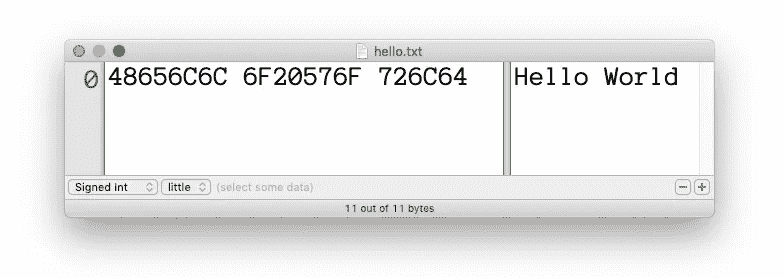 hello.txt
0 48656C6C 6F20576F 726C64 Hello World
Signed int little (select some data) − +
11 out of 11 bytes